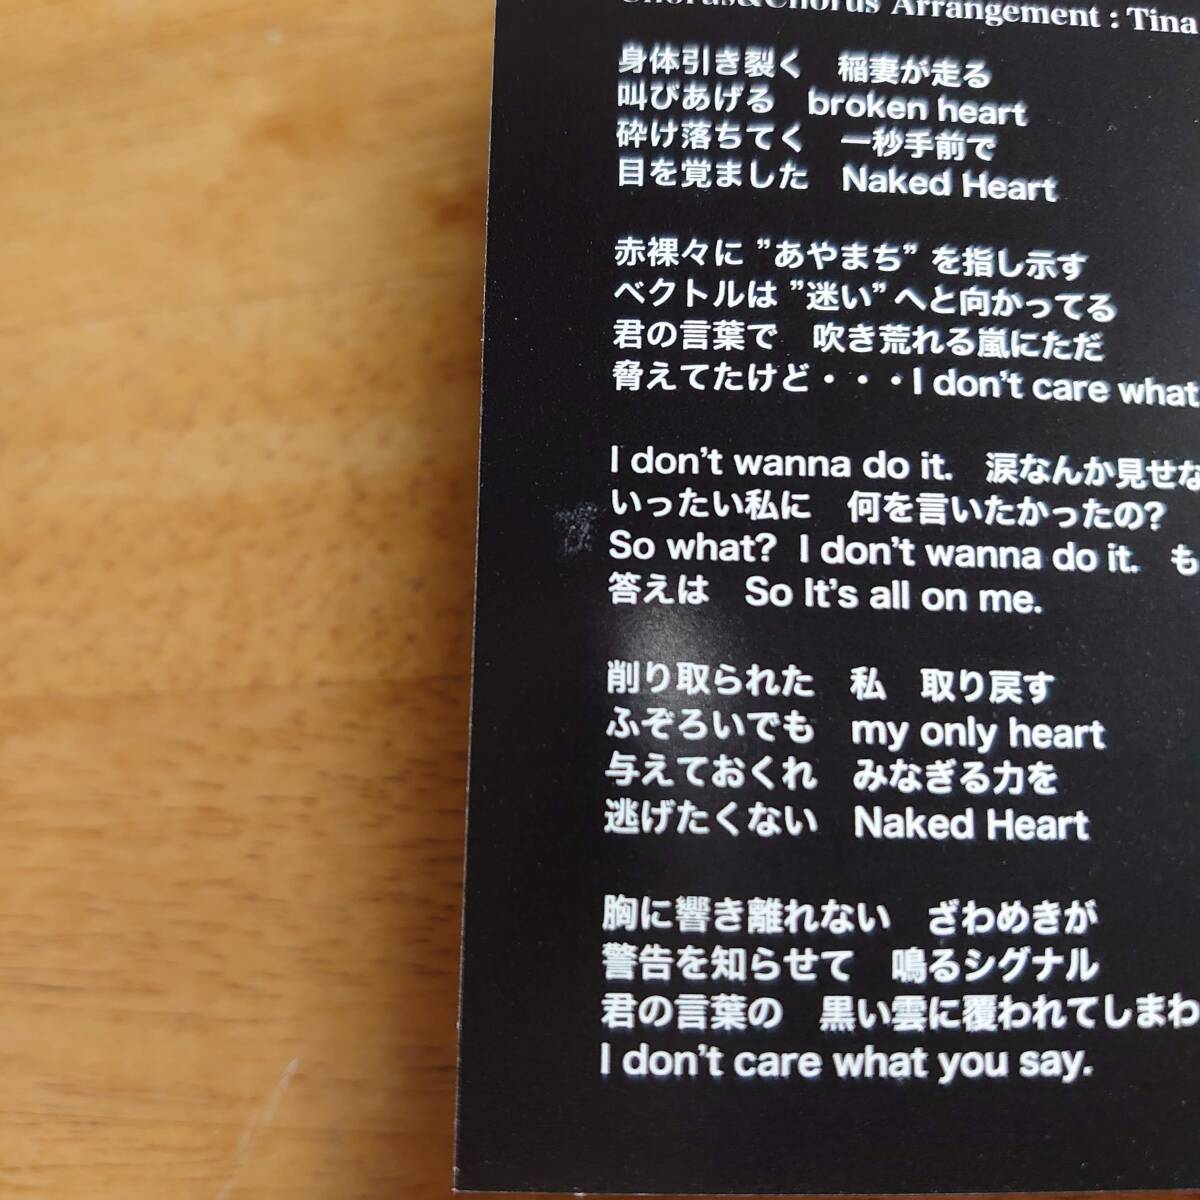 Chorus&Chorus Arrangement : Tina
身体引き裂く　稲妻が走る
叫びあげる　broken heart
砕け落ちてく　一秒手前で
目を覚ました　Naked Heart
赤裸々に ”あやまち” を指し示す
ベクトルは ”迷い” へと向かってる
君の言葉で　吹き荒れる嵐にただ
脅えてたけど・・・I don’t care what
I don’t wanna do it.　涙なんか見せな
いったい私に　何を言いたかったの?
So what?  I don’t wanna do it.　も
答えは　So It’s all on me.
削り取られた　私　取り戻す
ふぞろいでも　my only heart
与えておくれ　みなぎる力を
逃げたくない　Naked Heart
胸に響き離れない　ざわめきが
警告を知らせて　鳴るシグナル
君の言葉の　黒い雲に覆われてしまわ
I don’t care what you say.